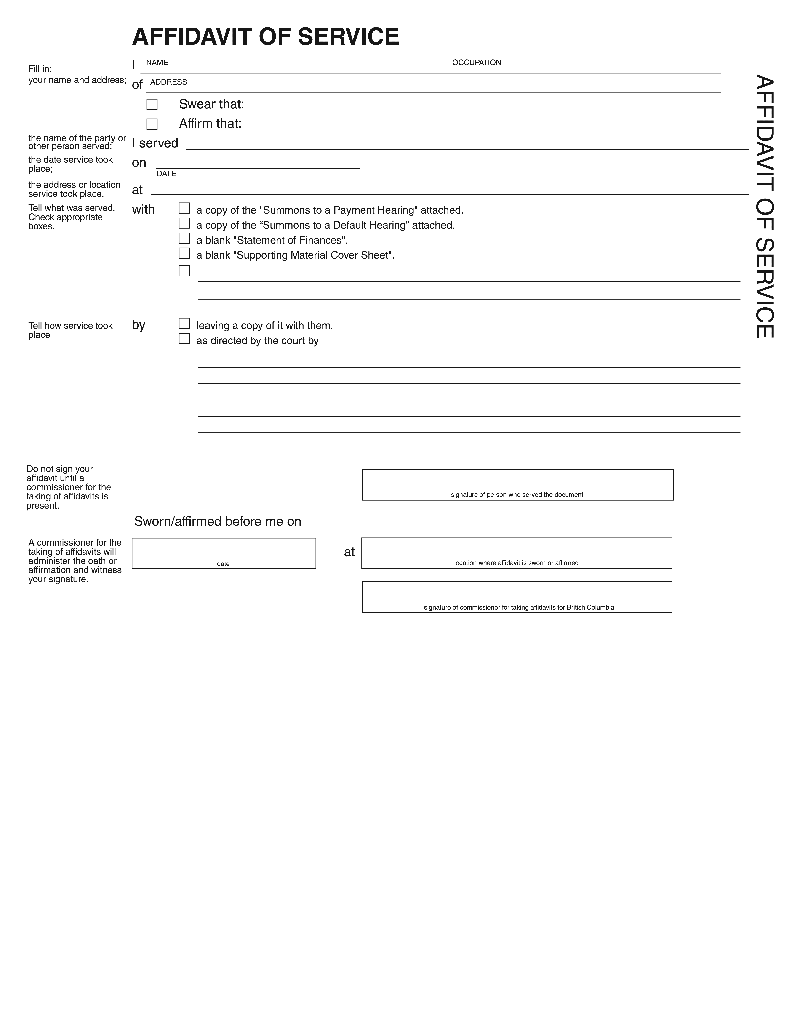 AFFIDAVIT OF SERVICE
Fill in:
your name and address;
I NAME OCCUPATION
of ADDRESS
Swear that:
Affirm that:
the name of the party or
other person served:
I served
the date service took
place;
on
DATE
the address or location
service took place.
at
Tell what was served.
Check appropriate
boxes.
with
a copy of the "Summons to a Payment Hearing" attached.
a copy of the "Summons to a Default Hearing" attached.
a blank "Statement of Finances".
a blank "Supporting Material Cover Sheet".
Tell how service took
place
by
leaving a copy of it with them.
as directed by the court by
Do not sign your
affidavit until a
commissioner for the
taking of affidavits is
present.
signature of person who served the document
Sworn/affirmed before me on
A commissioner for the
taking of affidavits will
administer the oath or
affirmation and witness
your signature.
date
at
location where affidavit is sworn or affirmed
signature of commissioner for taking affidavits for British Columbia
AFFIDAVIT OF SERVICE